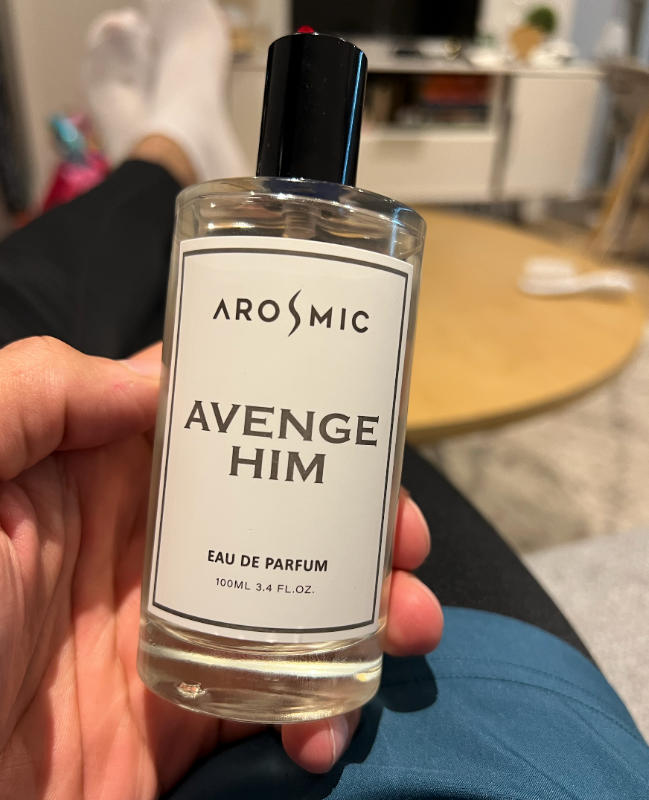 AROSMIC
AVENGE
HIM
EAU DE PARFUM
100ML 3.4 FL.OZ.